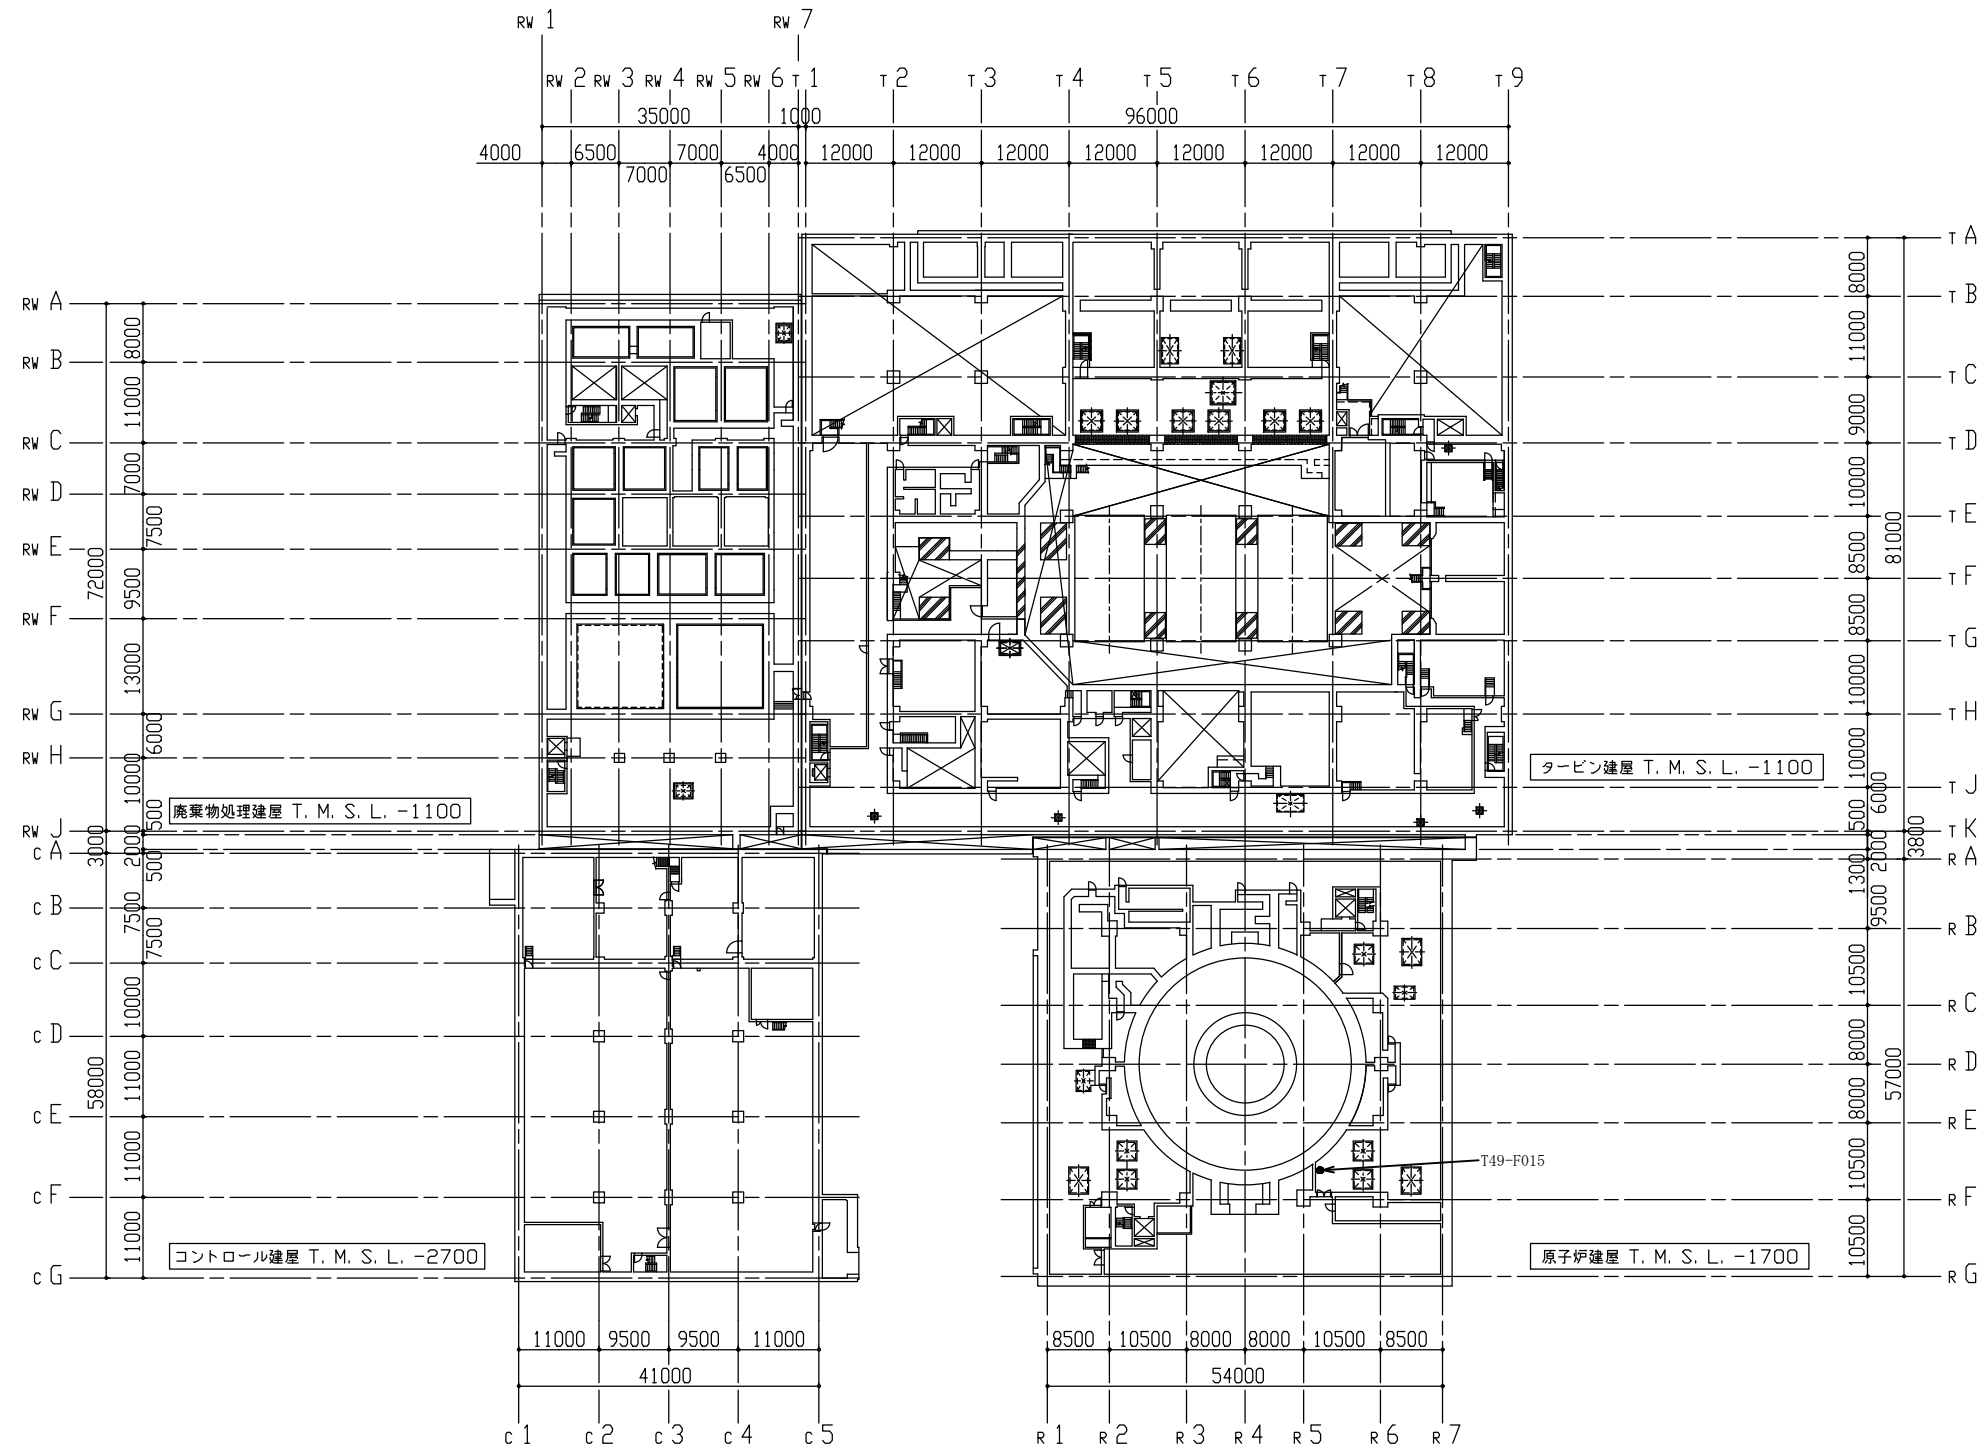 RW 1
RW 7
RW 2 RW 3 RW 4 RW 5 RW 6 T 1 T 2 T 3 T 4 T 5 T 6 T 7 T 8 T 9
35000 1000 96000
4000 6500 7000 4000 12000 12000 12000 12000 12000 12000 12000 12000
7000 6500
T A
8000
T B
RW A
8000
11000
RW B
T C
11000
9000
RW C
T D
7000
10000
RW D
7500
T E
81000
RW E
72000
8500
T F
9500
8500
RW F
T G
13000
10000
RW G
T H
6000
RW H
10000
タービン建屋 T. M. S. L. -1100
10000
T J
6000
廃棄物処理建屋 T. M. S. L. -1100
500
500
RW J
T K
3000
2000
2000
3800
C A
R A
500
1300
7500
9500
C B
R B
7500
C C
10500
10000
R C
C D
8000
58000
11000
R D
57000
8000
C E
R E
11000
10500
T49-F015
C F
R F
11000
10500
コントロール建屋 T. M. S. L. -2700
原子炉建屋 T. M. S. L. -1700
C G
R G
11000 9500 9500 11000 8500 10500 8000 8000 10500 8500
41000 54000
C 1 C 2 C 3 C 4 C 5 R 1 R 2 R 3 R 4 R 5 R 6 R 7